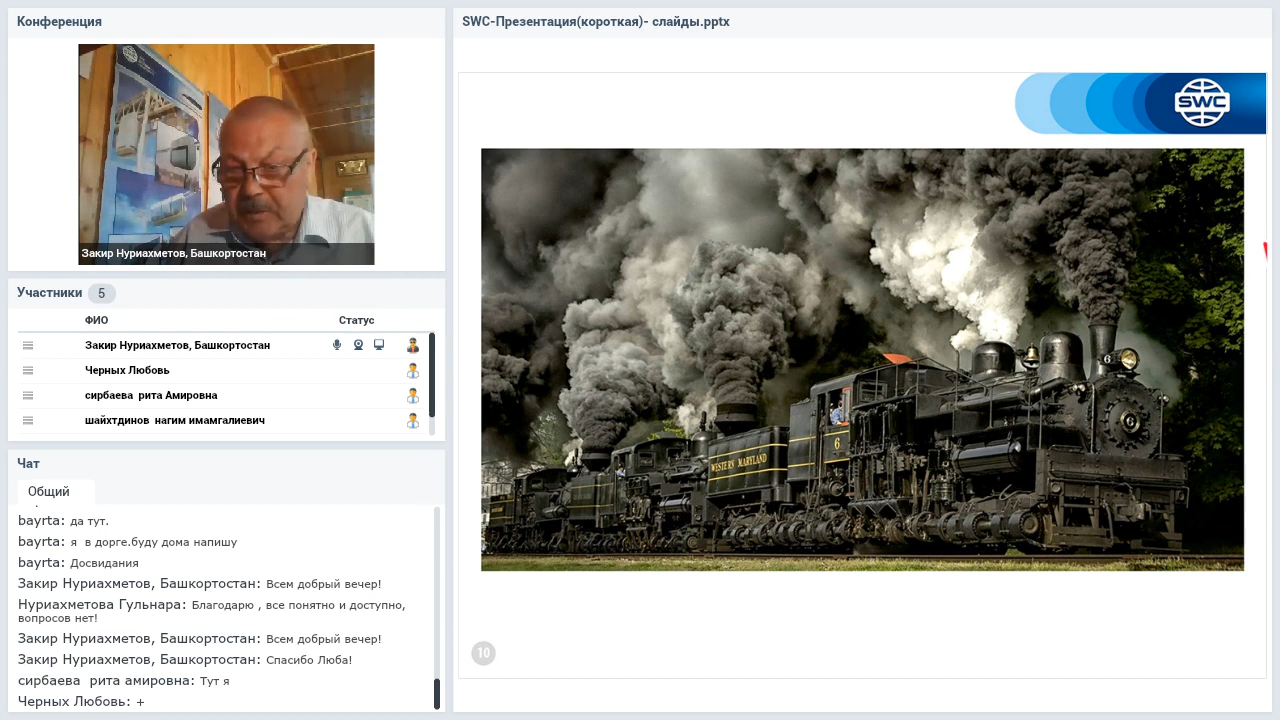 Конференция
Закир Нуриахметов, Башкортостан
Участники 5
ФИО Статус
Закир Нуриахметов, Башкортостан
Черных Любовь
сирбаева рита Амировна
шайхтдинов нагим имамгалиевич
Чат
Общий
bayrta: да тут.
bayrta: я в дорге.буду дома напишу
bayrta: Досвидания
Закир Нуриахметов, Башкортостан: Всем добрый вечер!
Нуриахметова Гульнара: Благодарю , все понятно и доступно,
вопросов нет!
Закир Нуриахметов, Башкортостан: Всем добрый вечер!
Закир Нуриахметов, Башкортостан: Спасибо Люба!
сирбаева рита амировна: Тут я
Черных Любовь: +
SWC-Презентация(короткая)- слайды.pptx
SWC
6
6
6
WESTERN MARYLAND
10